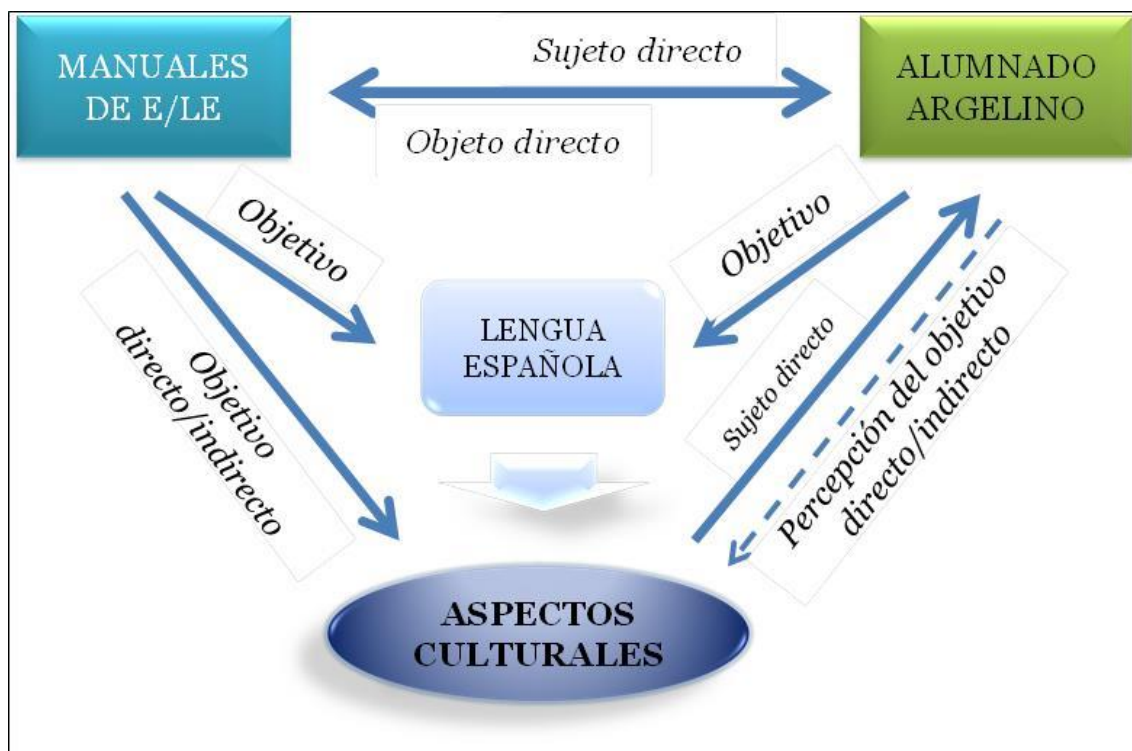 MANUALES
DE E/LE
Sujeto directo
Objeto directo
ALUMNADO
ARGELINO
Objetivo
Objetivo
directo/indirecto
LENGUA
ESPAÑOLA
Objetivo
Sujeto directo
Percepción del objetivo
directo/indirecto
ASPECTOS
CULTURALES